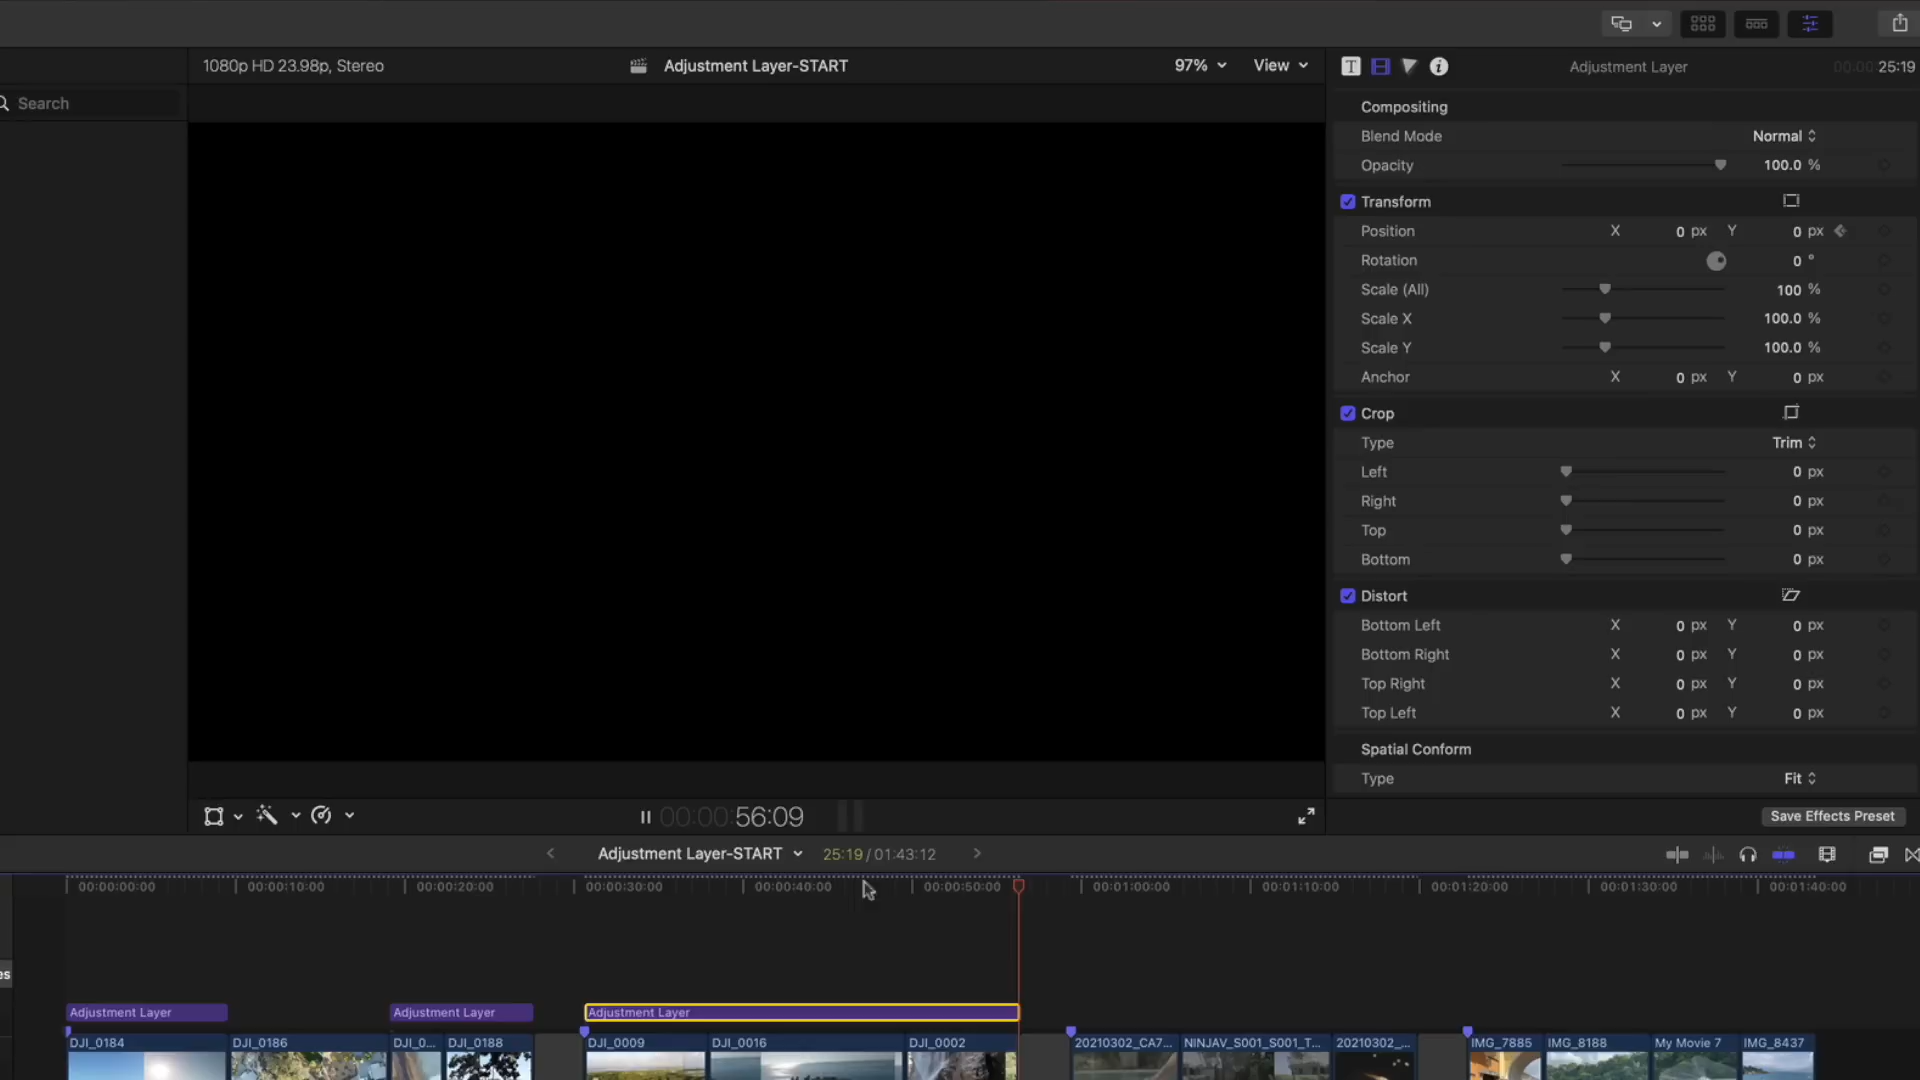 1080p HD 23.98p, Stereo
Adjustment Layer-START
97%
View
T
i
Adjustment Layer
00:00:25:19
Search
Compositing
Blend Mode
Normal
Opacity
100.0 %
Transform
Position
X 0 px Y 0 px
Rotation
0 °
Scale (All)
100 %
Scale X
100.0 %
Scale Y
100.0 %
Anchor
X 0 px Y 0 px
Crop
Type
Trim
Left
0 px
Right
0 px
Top
0 px
Bottom
0 px
Distort
Bottom Left
X 0 px Y 0 px
Bottom Right
X 0 px Y 0 px
Top Right
X 0 px Y 0 px
Top Left
X 0 px Y 0 px
Spatial Conform
Type
Fit
00:00:56:09
Save Effects Preset
Adjustment Layer-START
25:19 / 01:43:12
00:00:00:00
00:00:10:00
00:00:20:00
00:00:30:00
00:00:40:00
00:00:50:00
00:01:00:00
00:01:10:00
00:01:20:00
00:01:30:00
00:01:40:00
es
Adjustment Layer
Adjustment Layer
Adjustment Layer
DJI_0184
DJI_0186
DJI_0...
DJI_0188
DJI_0009
DJI_0016
DJI_0002
20210302_CA7...
NINJAV_S001_S001_T...
20210302_...
IMG_7885
IMG_8188
My Movie 7
IMG_8437